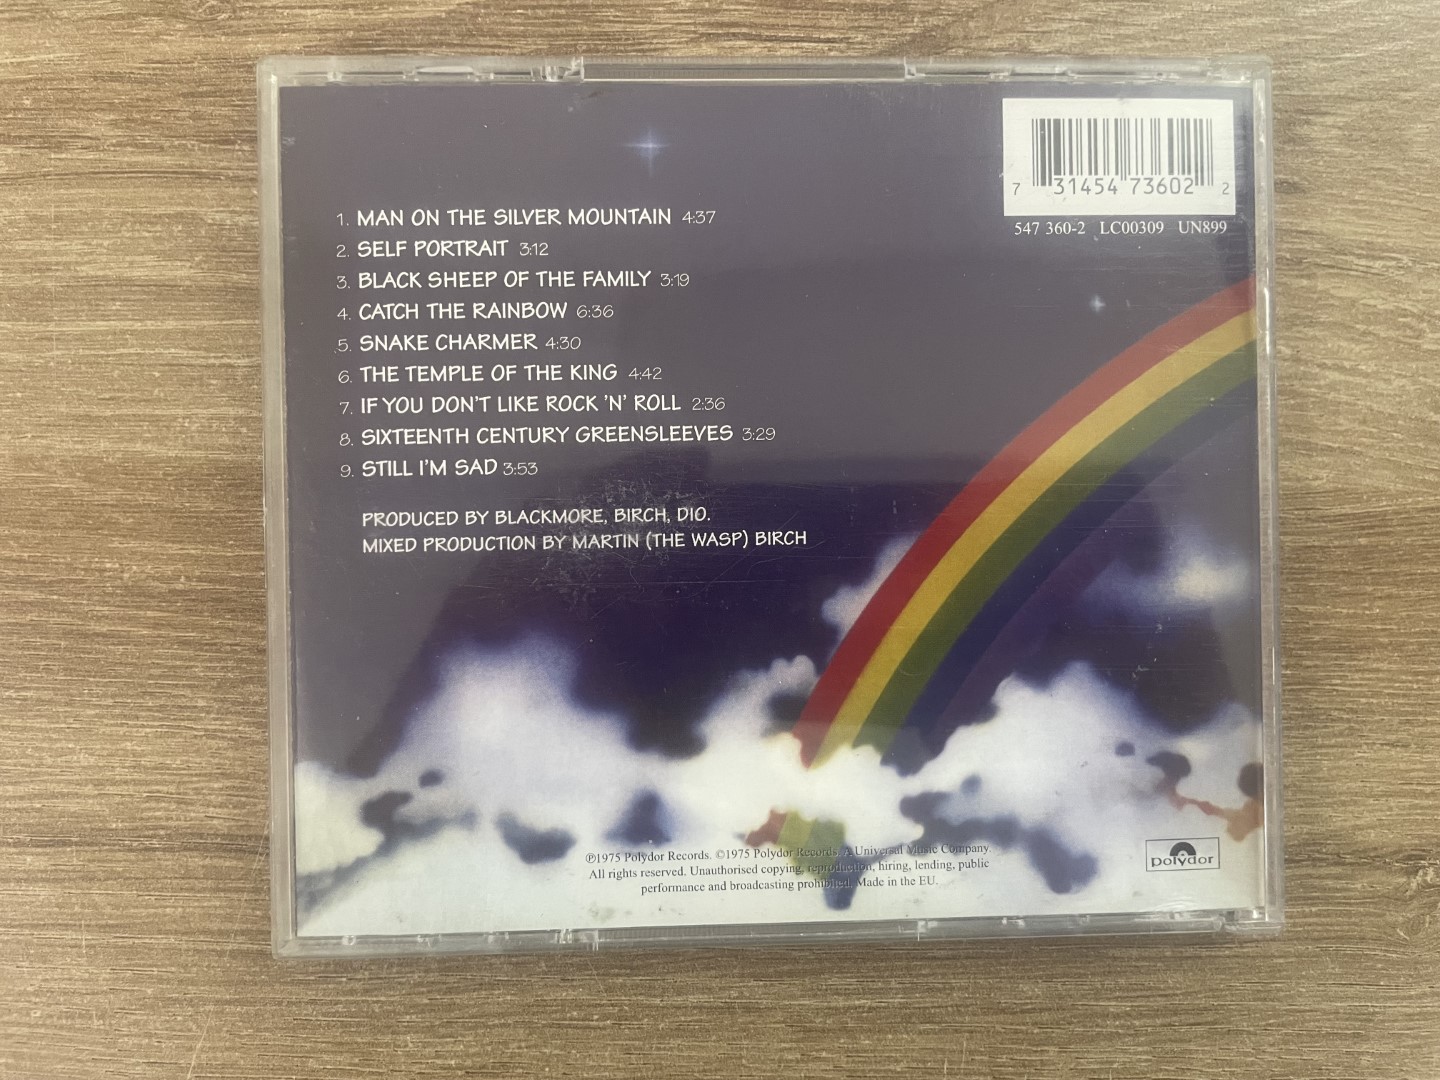 7 31454 73602 2
547 360-2 LC00309 UN899
1. MAN ON THE SILVER MOUNTAIN 4:37
2. SELF PORTRAIT 3:12
3. BLACK SHEEP OF THE FAMILY 3:19
4. CATCH THE RAINBOW 6:36
5. SNAKE CHARMER 4:30
6. THE TEMPLE OF THE KING 4:42
7. IF YOU DON'T LIKE ROCK 'N' ROLL 2:36
8. SIXTEENTH CENTURY GREENSLEEVES 3:29
9. STILL I'M SAD 3:53
PRODUCED BY BLACKMORE, BIRCH, DIO.
MIXED PRODUCTION BY MARTIN (THE WASP) BIRCH
℗1975 Polydor Records. ©1975 Polydor Records. A Universal Music Company.
All rights reserved. Unauthorised copying, reproduction, hiring, lending, public
performance and broadcasting prohibited. Made in the EU.
polydor